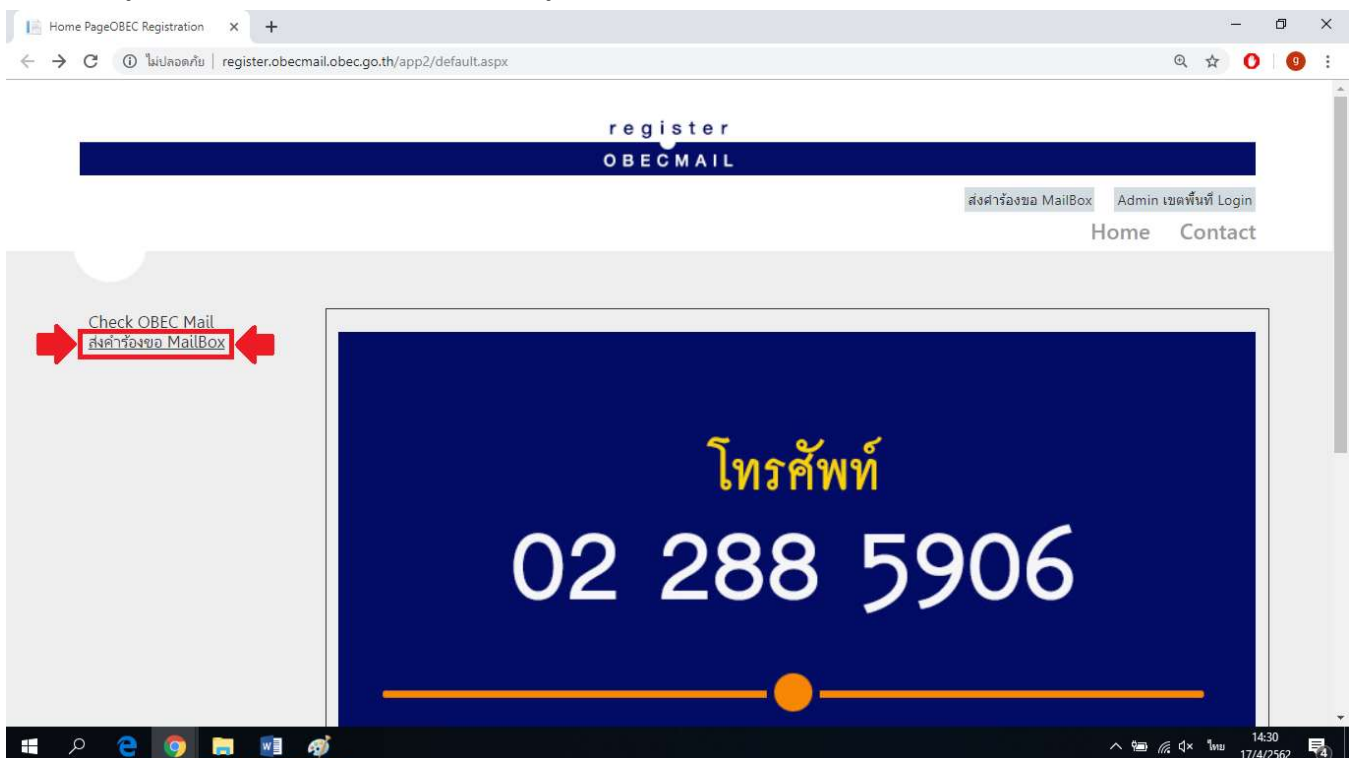 Home PageOBEC Registration
ไม่ปลอดภัย | register.obecmail.obec.go.th/app2/default.aspx
g
register
OBECMAIL
ส่งคำร้องขอ MailBox Admin เขตพื้นที่ Login
Home Contact
Check OBEC Mail
ส่งคำร้องขอ MailBox
โทรศัพท์
02 288 5906
14:30
ไทย
17/4/2562
4